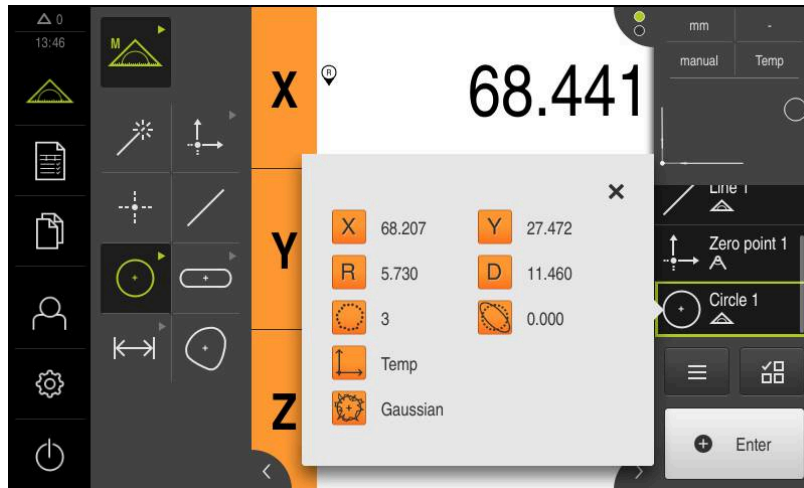 0
13:46
M
X
R
68.441
mm
-
manual
Temp
X 68.207
Y 27.472
R 5.730
D 11.460
3
0.000
Temp
Gaussian
Y
Z
Line 1
Zero point 1
Circle 1
Enter